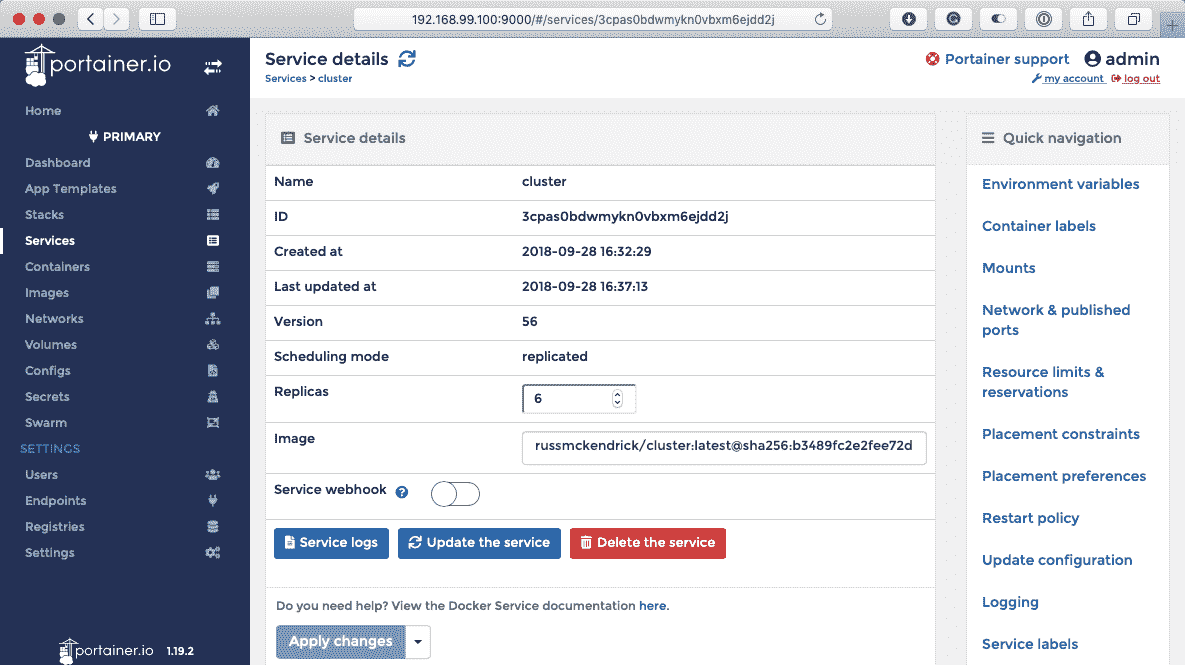 192.168.99.100:9000/#/services/3cpas0bdwmykn0vbxm6ejdd2j
portainer.io
Home
PRIMARY
Dashboard
App Templates
Stacks
Services
Containers
Images
Networks
Volumes
Configs
Secrets
Swarm
SETTINGS
Users
Endpoints
Registries
Settings
portainer.io 1.19.2
Service details
Services > cluster
Portainer support admin
my account log out
Service details
Name cluster
ID 3cpas0bdwmykn0vbxm6ejdd2j
Created at 2018-09-28 16:32:29
Last updated at 2018-09-28 16:37:13
Version 56
Scheduling mode replicated
Replicas 6
Image russmckendrick/cluster:latest@sha256:b3489fc2e2fee72d
Service webhook ?
Service logs Update the service Delete the service
Do you need help? View the Docker Service documentation here.
Apply changes
Quick navigation
Environment variables
Container labels
Mounts
Network & published
ports
Resource limits &
reservations
Placement constraints
Placement preferences
Restart policy
Update configuration
Logging
Service labels